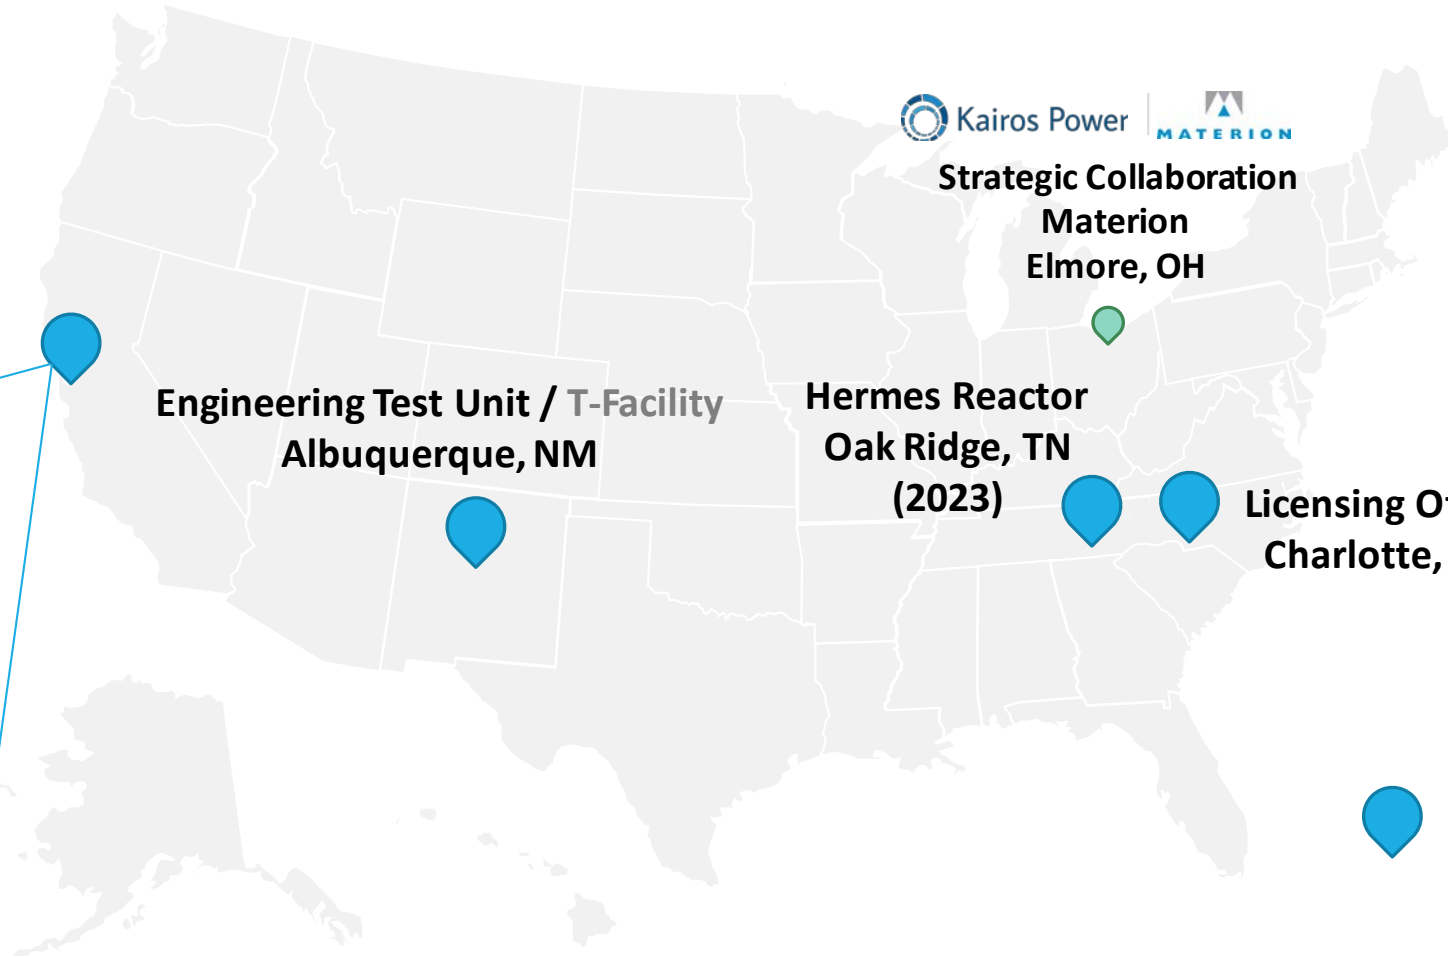 Kairos Power
MATERION
Strategic Collaboration
Materion
Elmore, OH
Engineering Test Unit / T-Facility
Albuquerque, NM
Hermes Reactor
Oak Ridge, TN
(2023)
Licensing
Charlotte,